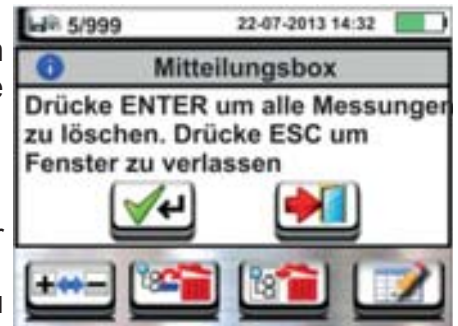 5/999 22-07-2013 14:32
Mitteilungsbox
Drücke ENTER um alle Messungen
zu löschen. Drücke ESC um
Fenster zu verlassen